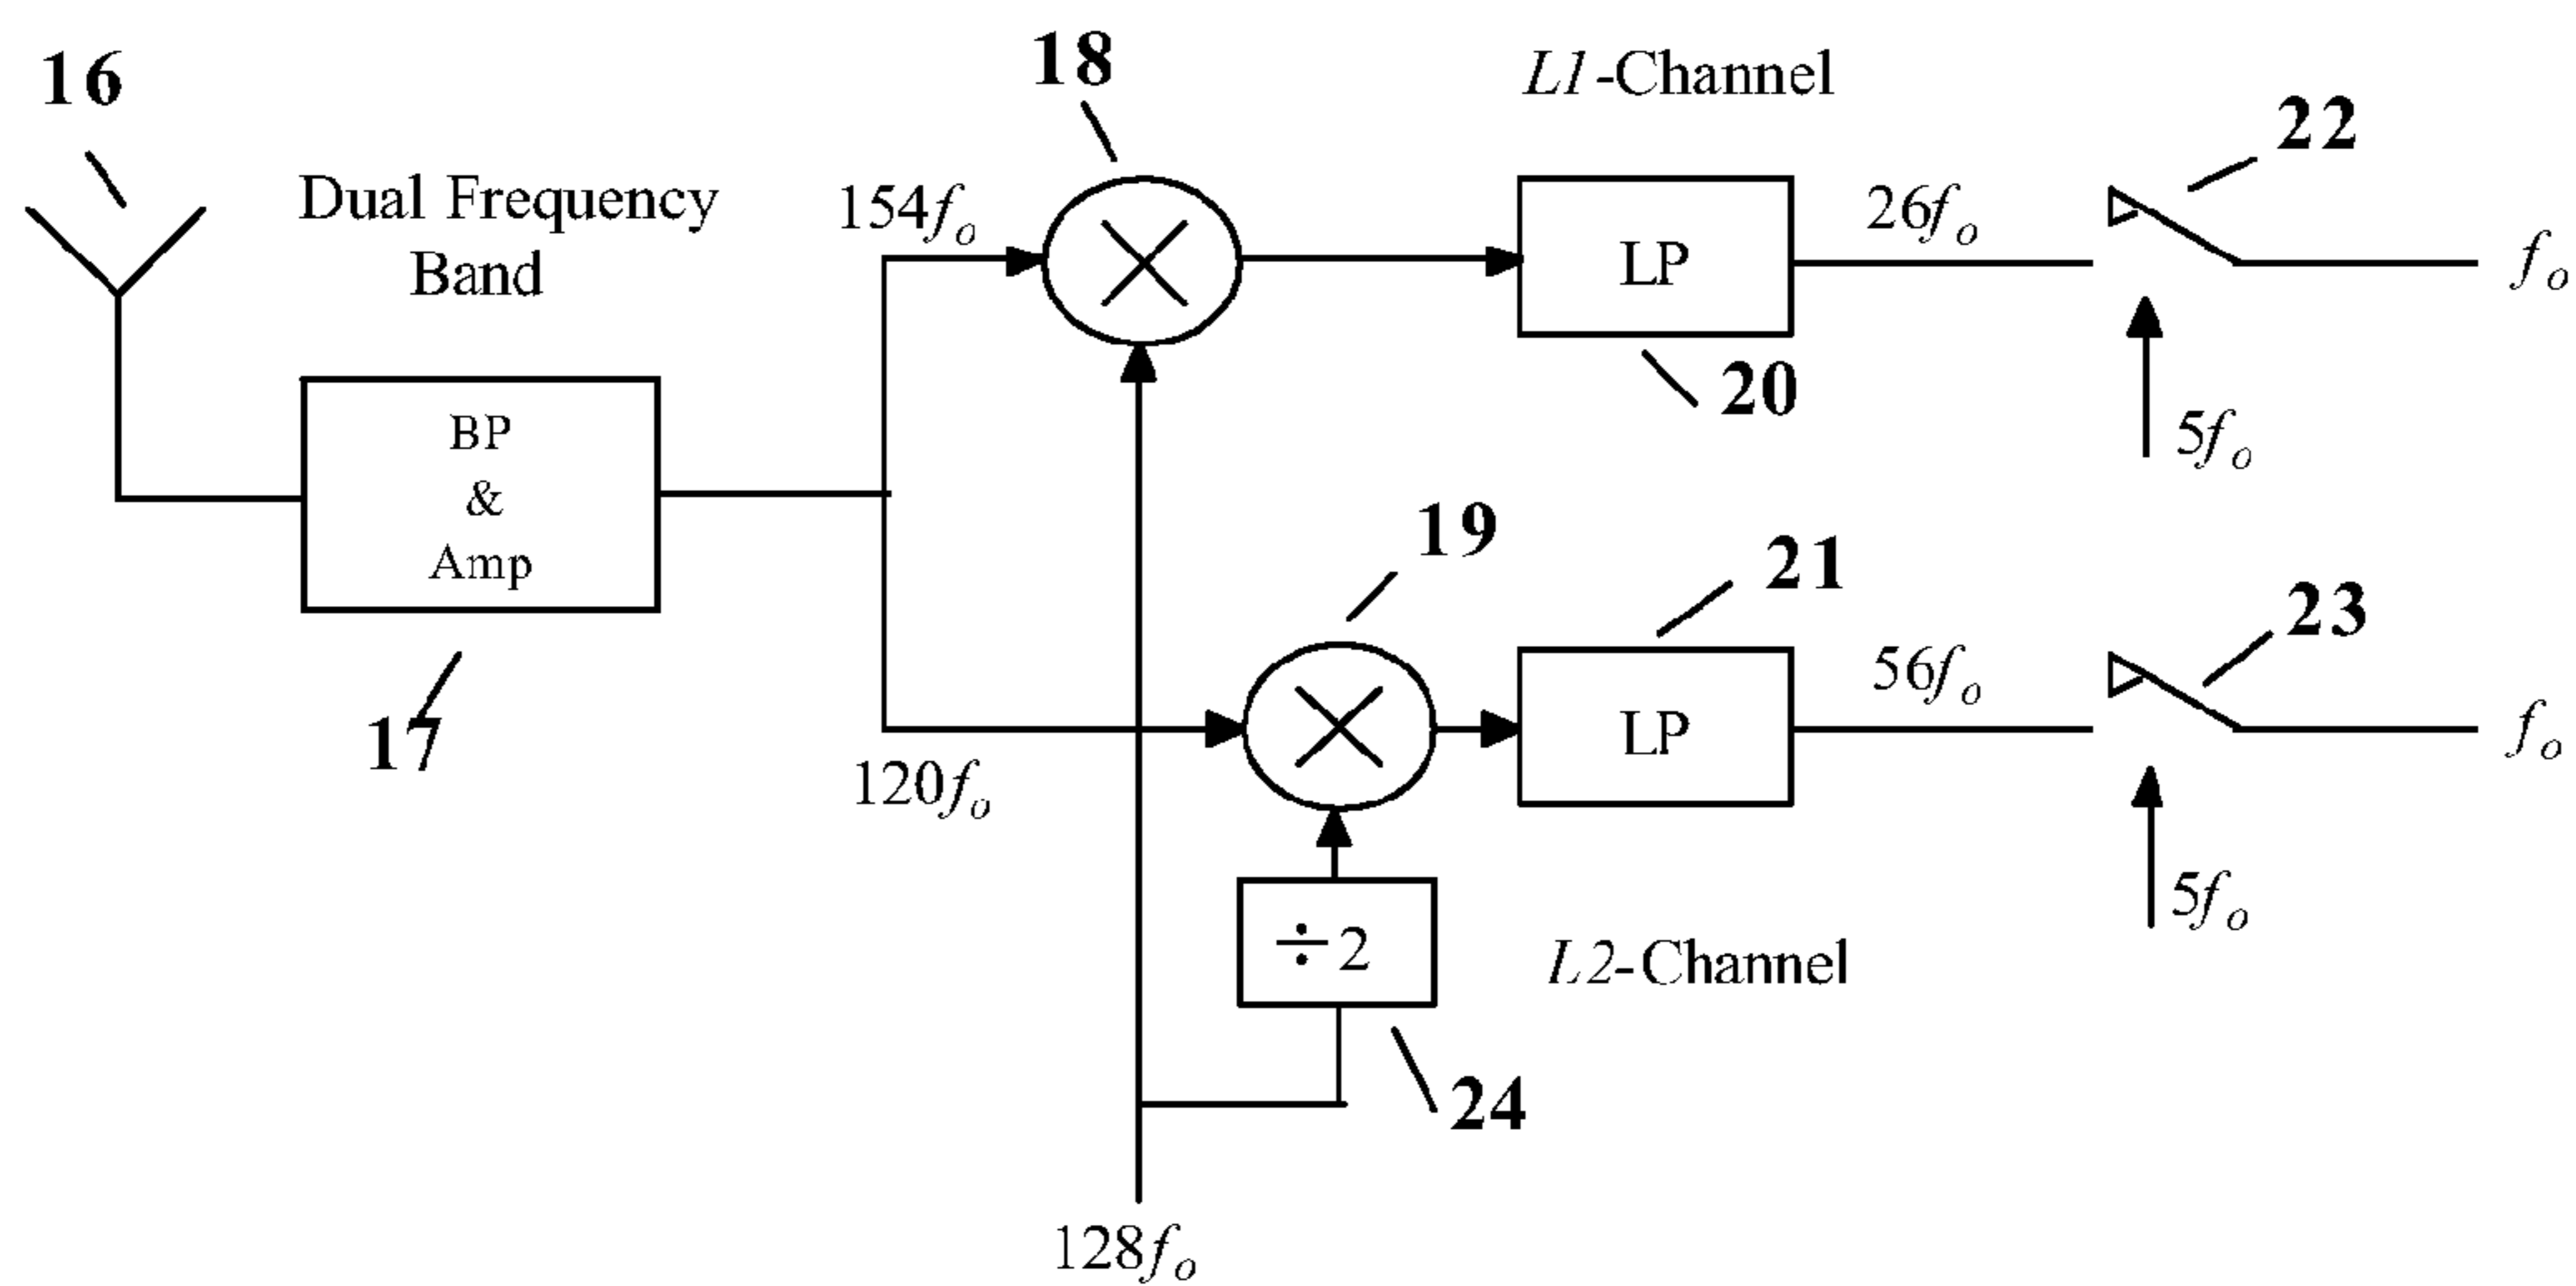 16
18
L1-Channel
22
Dual Frequency
Band
154fo
LP
26fo
fo
20
5fo
BP
&
Amp
17
19
21
23
120fo
LP
56fo
fo
÷2
5fo
L2-Channel
24
128fo